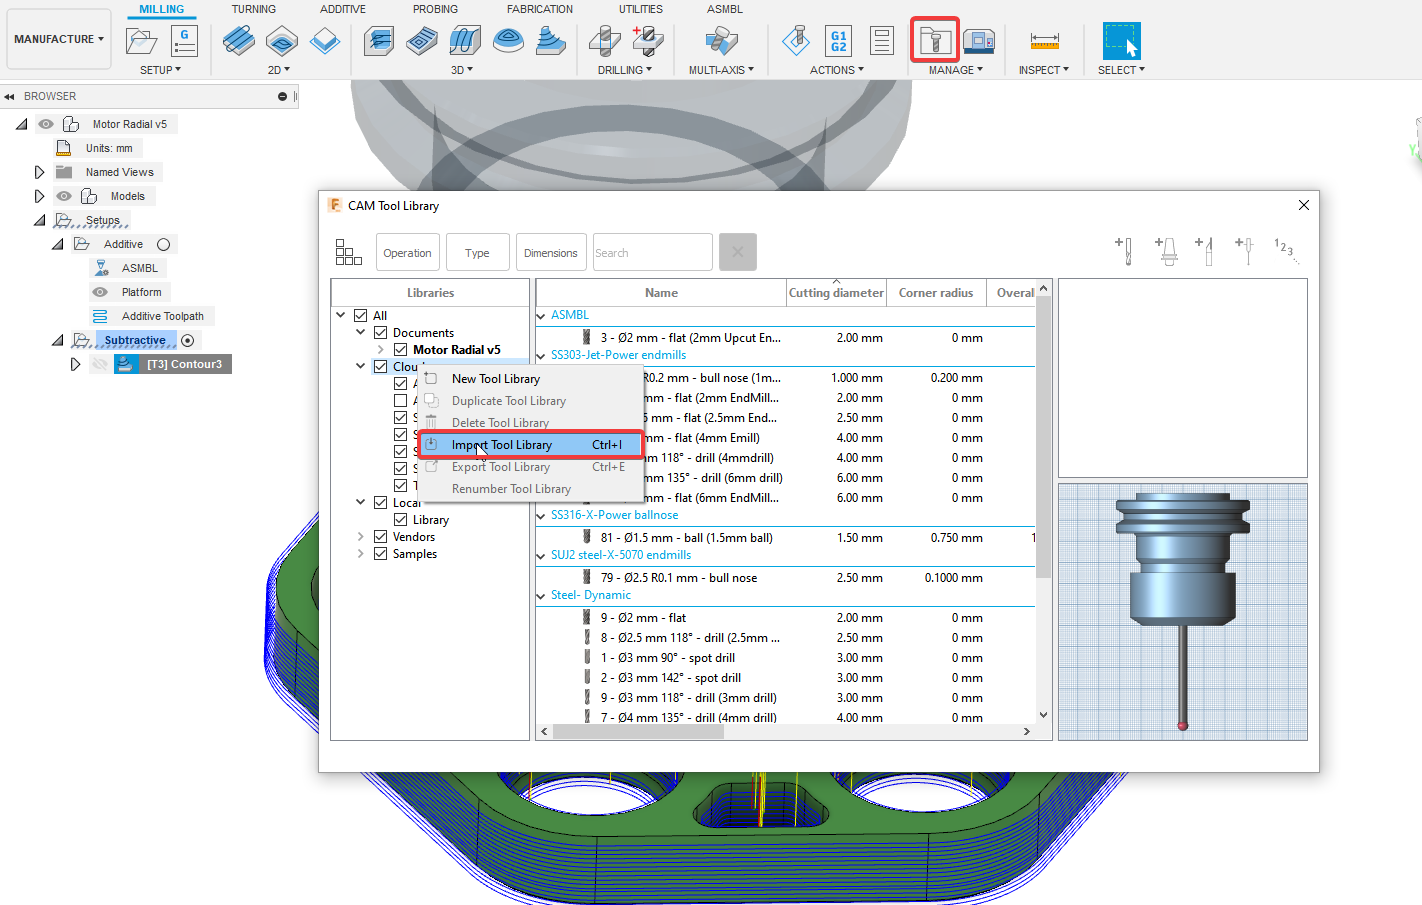 MILLING TURNING ADDITIVE PROBING FABRICATION UTILITIES ASMBL
MANUFACTURE
G
G1
G2
SETUP 2D 3D DRILLING MULTI-AXIS ACTIONS MANAGE INSPECT SELECT
BROWSER
Motor Radial v5
Units: mm
Named Views
Models
Setups
Additive
ASMBL
Platform
Additive Toolpath
Subtractive
[T3] Contour3
Y
CAM Tool Library
Operation Type Dimensions Search
1 2 3
Libraries
All
Documents
Motor Radial v5
Local
Library
Vendors
Samples
New Tool Library
Duplicate Tool Library
Delete Tool Library
Import Tool Library Ctrl+I
Export Tool Library Ctrl+E
Renumber Tool Library
Name Cutting diameter Corner radius Overall
ASMBL
3 - Ø2 mm - flat (2mm Upcut En... 2.00 mm 0 mm
SS303-Jet-Power endmills
R0.2 mm - bull nose (1m... 1.000 mm 0.200 mm
mm - flat (2mm EndMill... 2.00 mm 0 mm
mm - flat (2.5mm End... 2.50 mm 0 mm
mm - flat (4mm Emill) 4.00 mm 0 mm
mm 118° - drill (4mmdrill) 4.00 mm 0 mm
mm 135° - drill (6mm drill) 6.00 mm 0 mm
mm - flat (6mm EndMill... 6.00 mm 0 mm
SS316-X-Power ballnose
81 - Ø1.5 mm - ball (1.5mm ball) 1.50 mm 0.750 mm 1
SUJ2 steel-X-5070 endmills
79 - Ø2.5 R0.1 mm - bull nose 2.50 mm 0.1000 mm
Steel- Dynamic
9 - Ø2 mm - flat 2.00 mm 0 mm
8 - Ø2.5 mm 118° - drill (2.5mm ... 2.50 mm 0 mm
1 - Ø3 mm 90° - spot drill 3.00 mm 0 mm
2 - Ø3 mm 142° - spot drill 3.00 mm 0 mm
9 - Ø3 mm 118° - drill (3mm drill) 3.00 mm 0 mm
7 - Ø4 mm 135° - drill (4mm drill) 4.00 mm 0 mm